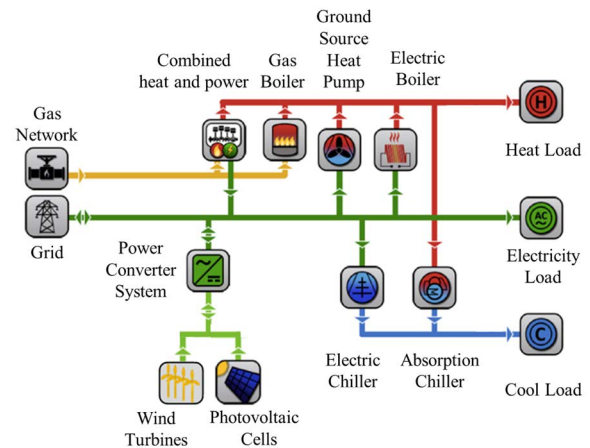 Combined
heat and power
Gas
Boiler
Ground
Source
Heat
Pump
Electric
Boiler
H
Heat Load
Gas
Network
Grid
AC
Electricity
Load
Power
Converter
System
C
Cool Load
Electric
Chiller
Absorption
Chiller
Wind
Turbines
Photovoltaic
Cells